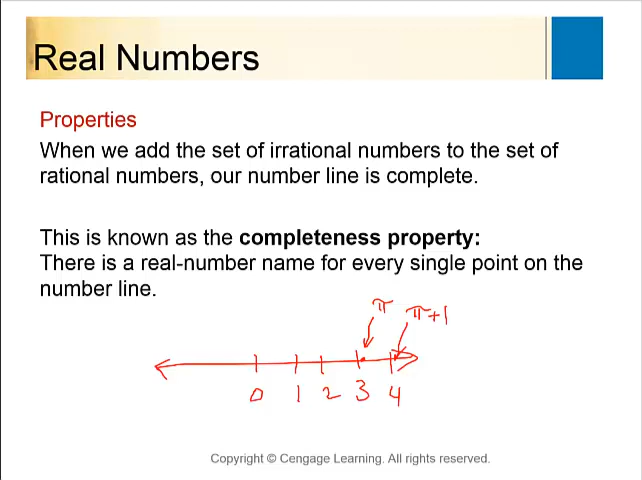 Real Numbers
Properties
When we add the set of irrational numbers to the set of
rational numbers, our number line is complete.
This is known as the completeness property:
There is a real-number name for every single point on the
number line.
π π+1
0 1 2 3 4
Copyright © Cengage Learning. All rights reserved.